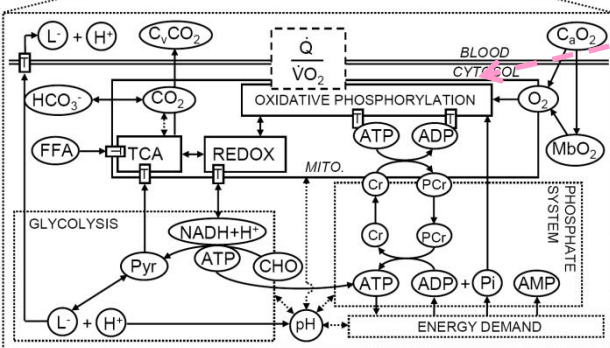 L- + H+
CvCO2
Q̇
V̇O2
BLOOD
CYTOCOL
CaO2
T
HCO3-
CO2
OXIDATIVE PHOSPHORYLATION
O2
MbO2
T
T
ATP
ADP
FFA
T
TCA
REDOX
MITO.
T
T
Cr
PCr
GLYCOLYSIS
NADH+H+
Cr
PCr
PHOSPHATE
SYSTEM
Pyr
ATP
CHO
ATP
ADP + Pi
AMP
L- + H+
pH
ENERGY DEMAND